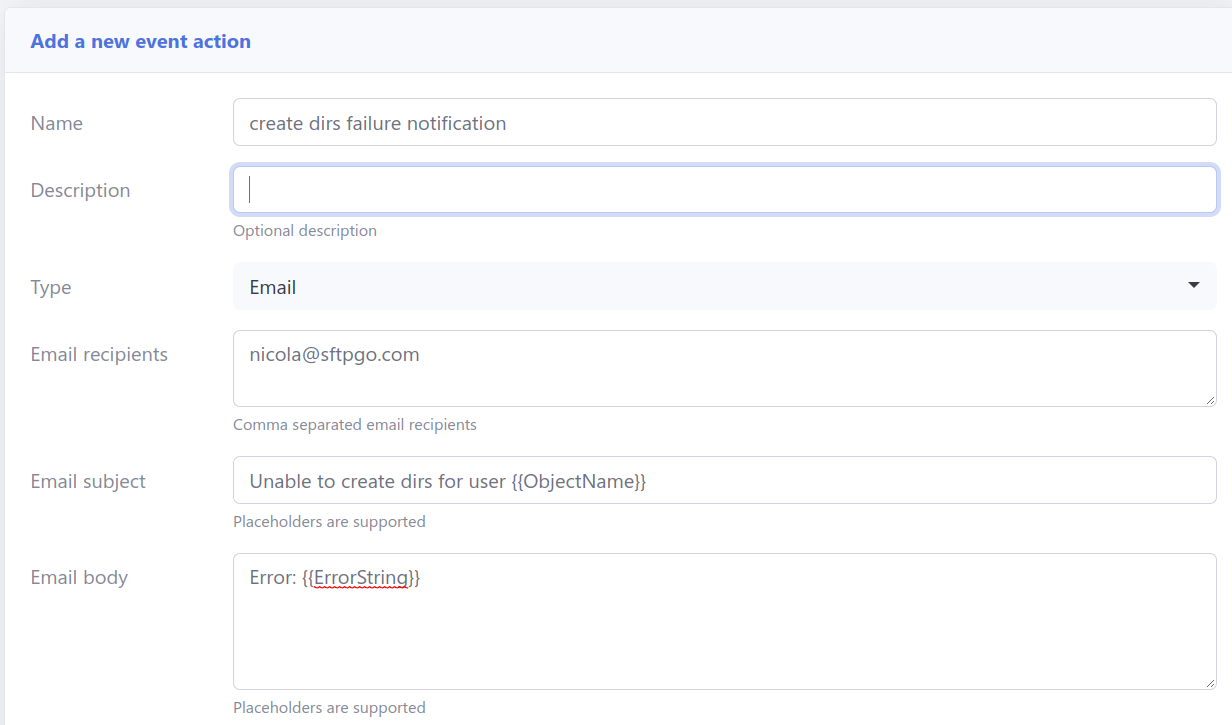 Add a new event action
Name
create dirs failure notification
Description
Optional description
Type
Email
Email recipients
nicola@sftpgo.com
Comma separated email recipients
Email subject
Unable to create dirs for user {{ObjectName}}
Placeholders are supported
Email body
Error: {{ErrorString}}
Placeholders are supported